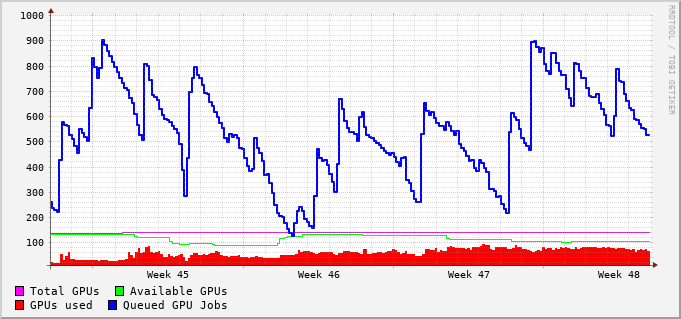 1000
900
800
700
600
500
400
300
200
100
Week 45 Week 46 Week 47 Week 48
Total GPUs Available GPUs
GPUs used Queued GPU Jobs
RRDTOOL / TOBI OETIKER